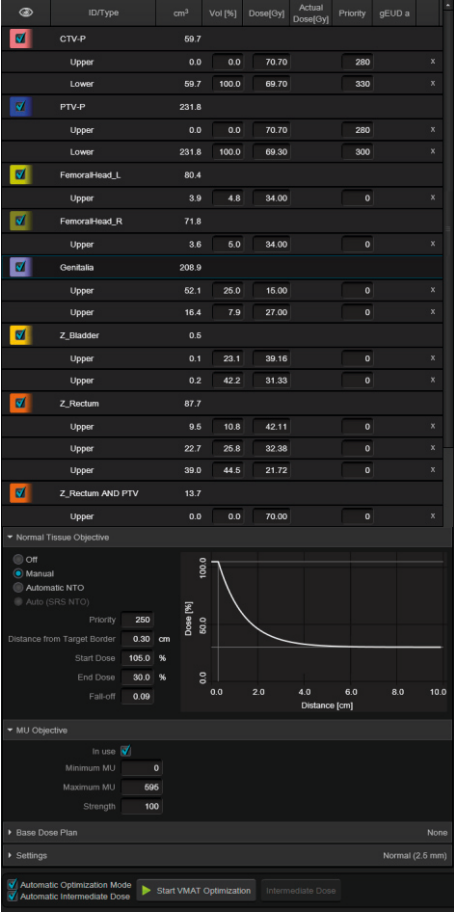 ID/Type cm³ Vol [%] Dose[Gy] Actual Dose[Gy] Priority gEUD a
CTV-P 59.7
Upper 0.0 0.0 70.70 280 x
Lower 59.7 100.0 69.70 330 x
PTV-P 231.8
Upper 0.0 0.0 70.70 280 x
Lower 231.8 100.0 69.30 300 x
FemoralHead_L 80.4
Upper 3.9 4.8 34.00 0 x
FemoralHead_R 71.8
Upper 3.6 5.0 34.00 0 x
Genitalia 208.9
Upper 52.1 25.0 15.00 0 x
Upper 16.4 7.9 27.00 0 x
Z_Bladder 0.5
Upper 0.1 23.1 39.16 0 x
Upper 0.2 42.2 31.33 0 x
Z_Rectum 87.7
Upper 9.5 10.8 42.11 0 x
Upper 22.7 25.8 32.38 0 x
Upper 39.0 44.5 21.72 0 x
Z_Rectum AND PTV 13.7
Upper 0.0 0.0 70.00 0 x
Normal Tissue Objective
Off
Manual
Automatic NTO
Auto (SRS NTO)
Priority 250
Distance from Target Border 0.30 cm
Start Dose 105.0 %
End Dose 30.0 %
Fall-off 0.09
Dose [%]
100.0
50.0
0.0
0.0 2.0 4.0 6.0 8.0 10.0
Distance [cm]
MU Objective
In use
Minimum MU 0
Maximum MU 595
Strength 100
Base Dose Plan None
Settings Normal (2.5 mm)
Automatic Optimization Mode
Automatic Intermediate Dose
Start VMAT Optimization
Intermediate Dose